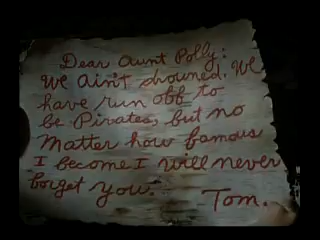 Dear Aunt Polly:
We Ain't drowned. We
have run off to
be Pirates, but no
Matter how famous
I become I will never
forget you.
Tom.